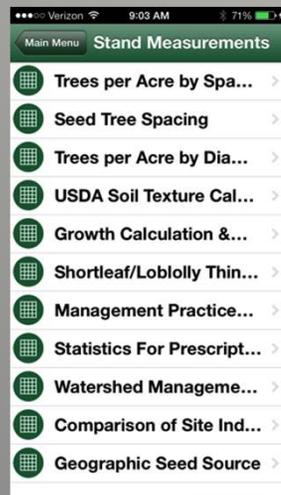 Verizon 9:03 AM 71%
Main Menu Stand Measurements
Trees per Acre by Spa...
Seed Tree Spacing
Trees per Acre by Dia...
USDA Soil Texture Cal...
Growth Calculation &...
Shortleaf/Loblolly Thin...
Management Practice...
Statistics For Prescript...
Watershed Manageme...
Comparison of Site Ind...
Geographic Seed Source